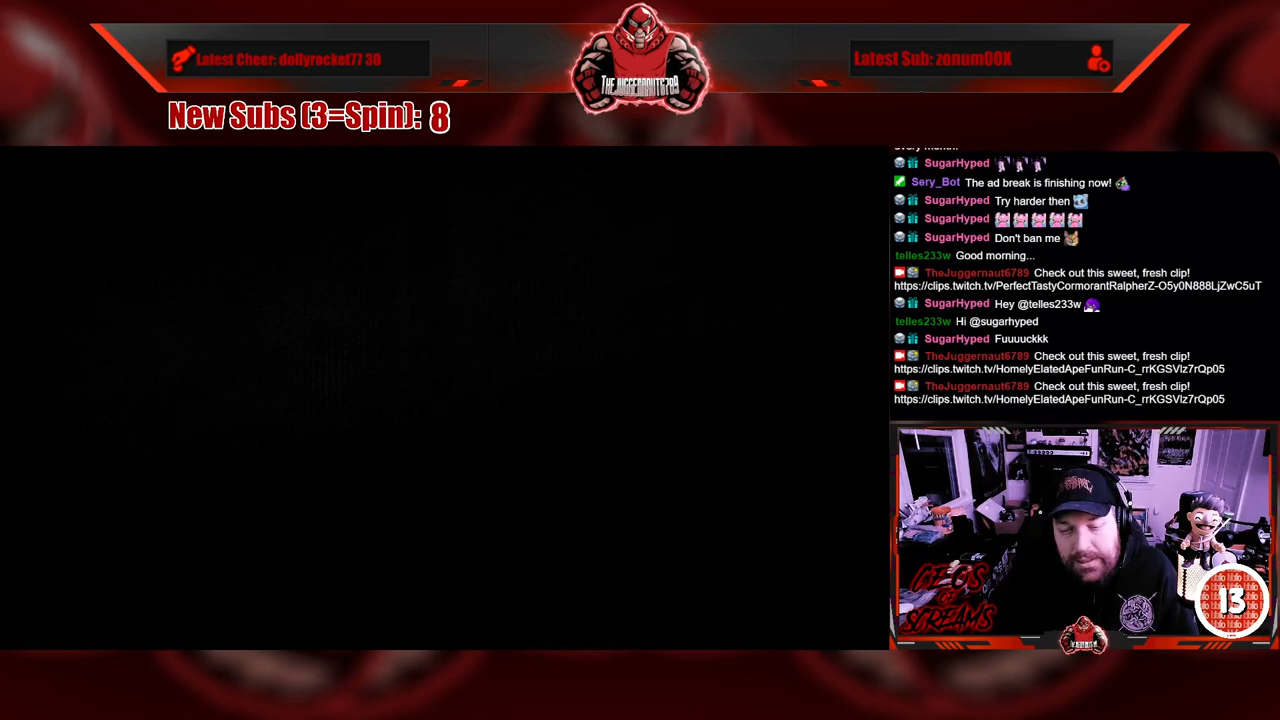 Latest Cheer: dollyrocket77 30
THEJUGGERNAUT6789
Latest Sub: zonum00X
New Subs (3=Spin): 8
SugarHyped
Sery_Bot The ad break is finishing now!
SugarHyped Try harder then
SugarHyped
SugarHyped Don't ban me
telles233w Good morning...
TheJuggernaut6789 Check out this sweet, fresh clip!
https://clips.twitch.tv/PerfectTastyCormorantRalpherZ-O5y0N888LjZwC5uT
SugarHyped Hey @telles233w
telles233w Hi @sugarhyped
SugarHyped Fuuuuckkk
TheJuggernaut6789 Check out this sweet, fresh clip!
https://clips.twitch.tv/HomelyElatedApeFunRun-C_rrKGSVlz7rQp05
TheJuggernaut6789 Check out this sweet, fresh clip!
https://clips.twitch.tv/HomelyElatedApeFunRun-C_rrKGSVlz7rQp05
SCREAMS
13